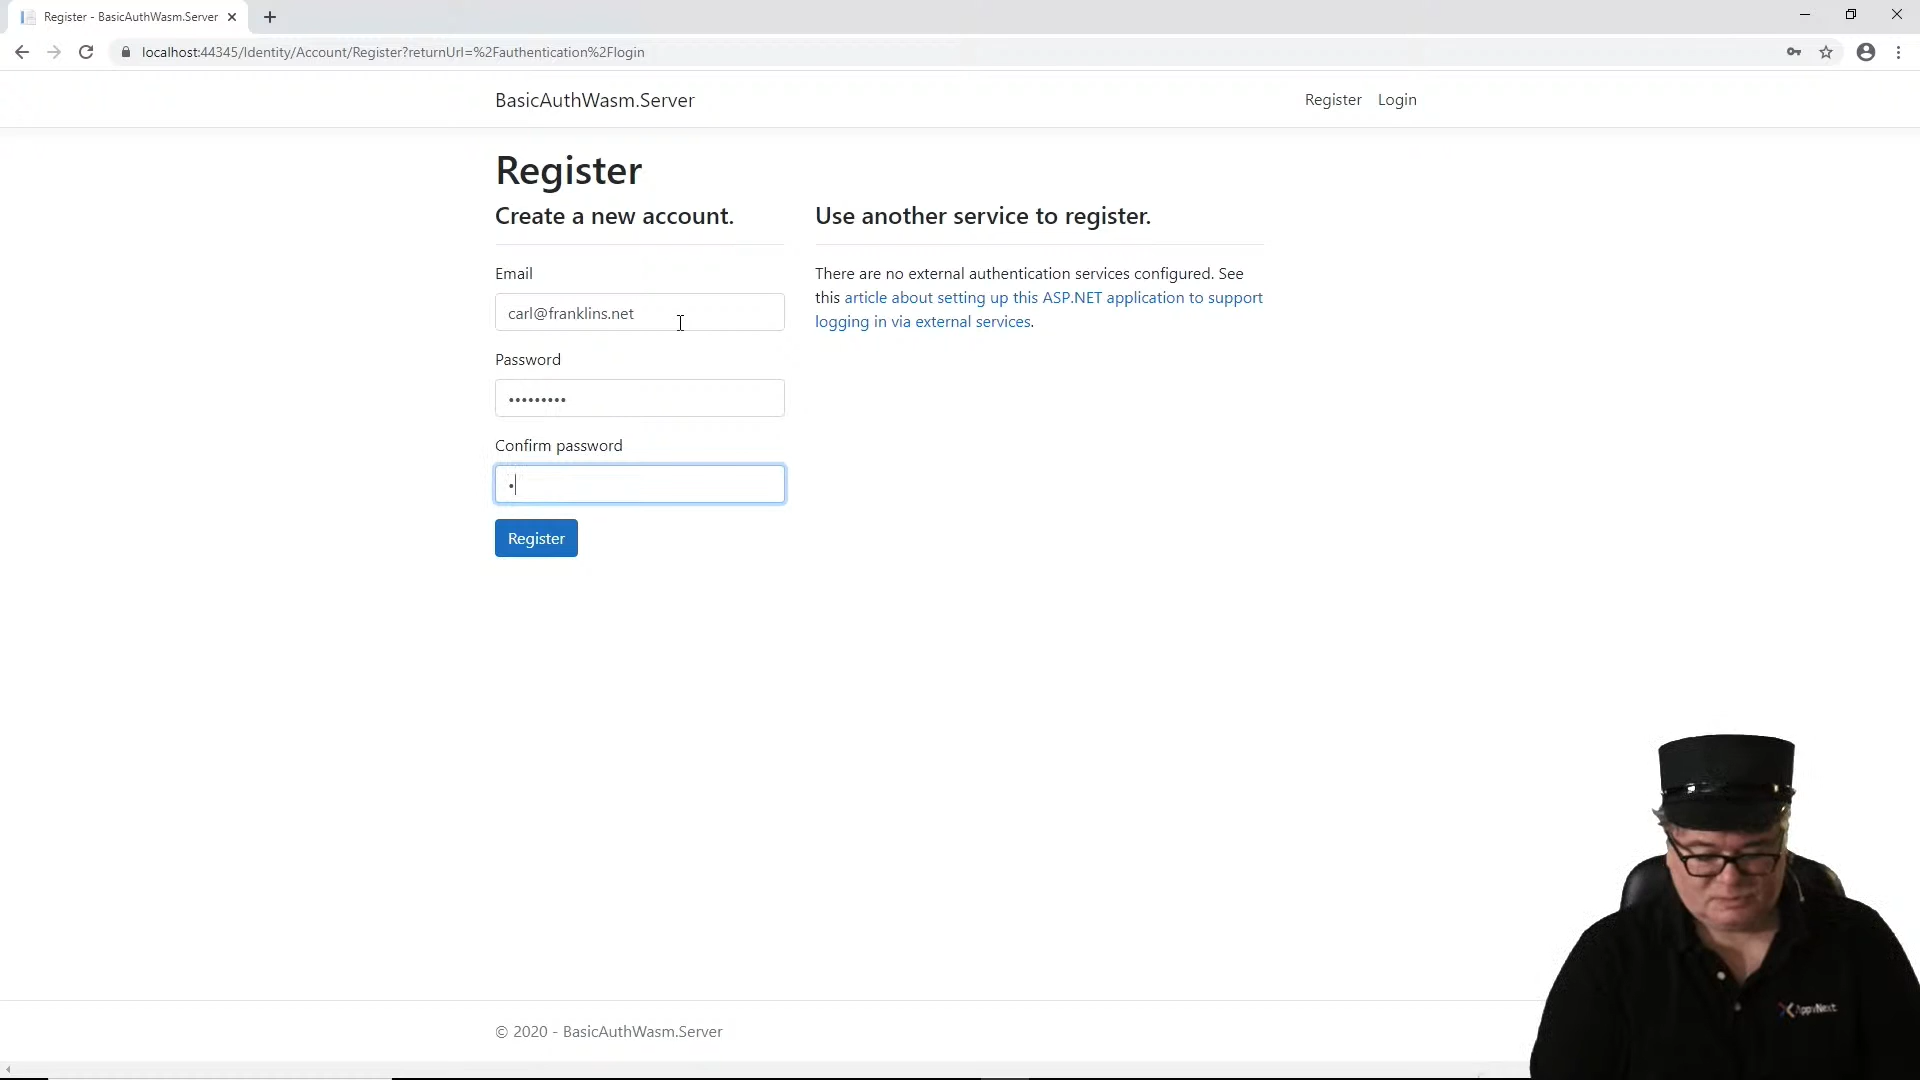 Register - BasicAuthWasm.Server
localhost:44345/Identity/Account/Register?returnUrl=%2Fauthentication%2Flogin
BasicAuthWasm.Server
Register Login
Register
Create a new account.
Email
carl@franklins.net
Password
•••••••••
Confirm password
•
Register
Use another service to register.
There are no external authentication services configured. See
this article about setting up this ASP.NET application to support
logging in via external services.
© 2020 - BasicAuthWasm.Server
AppvNext